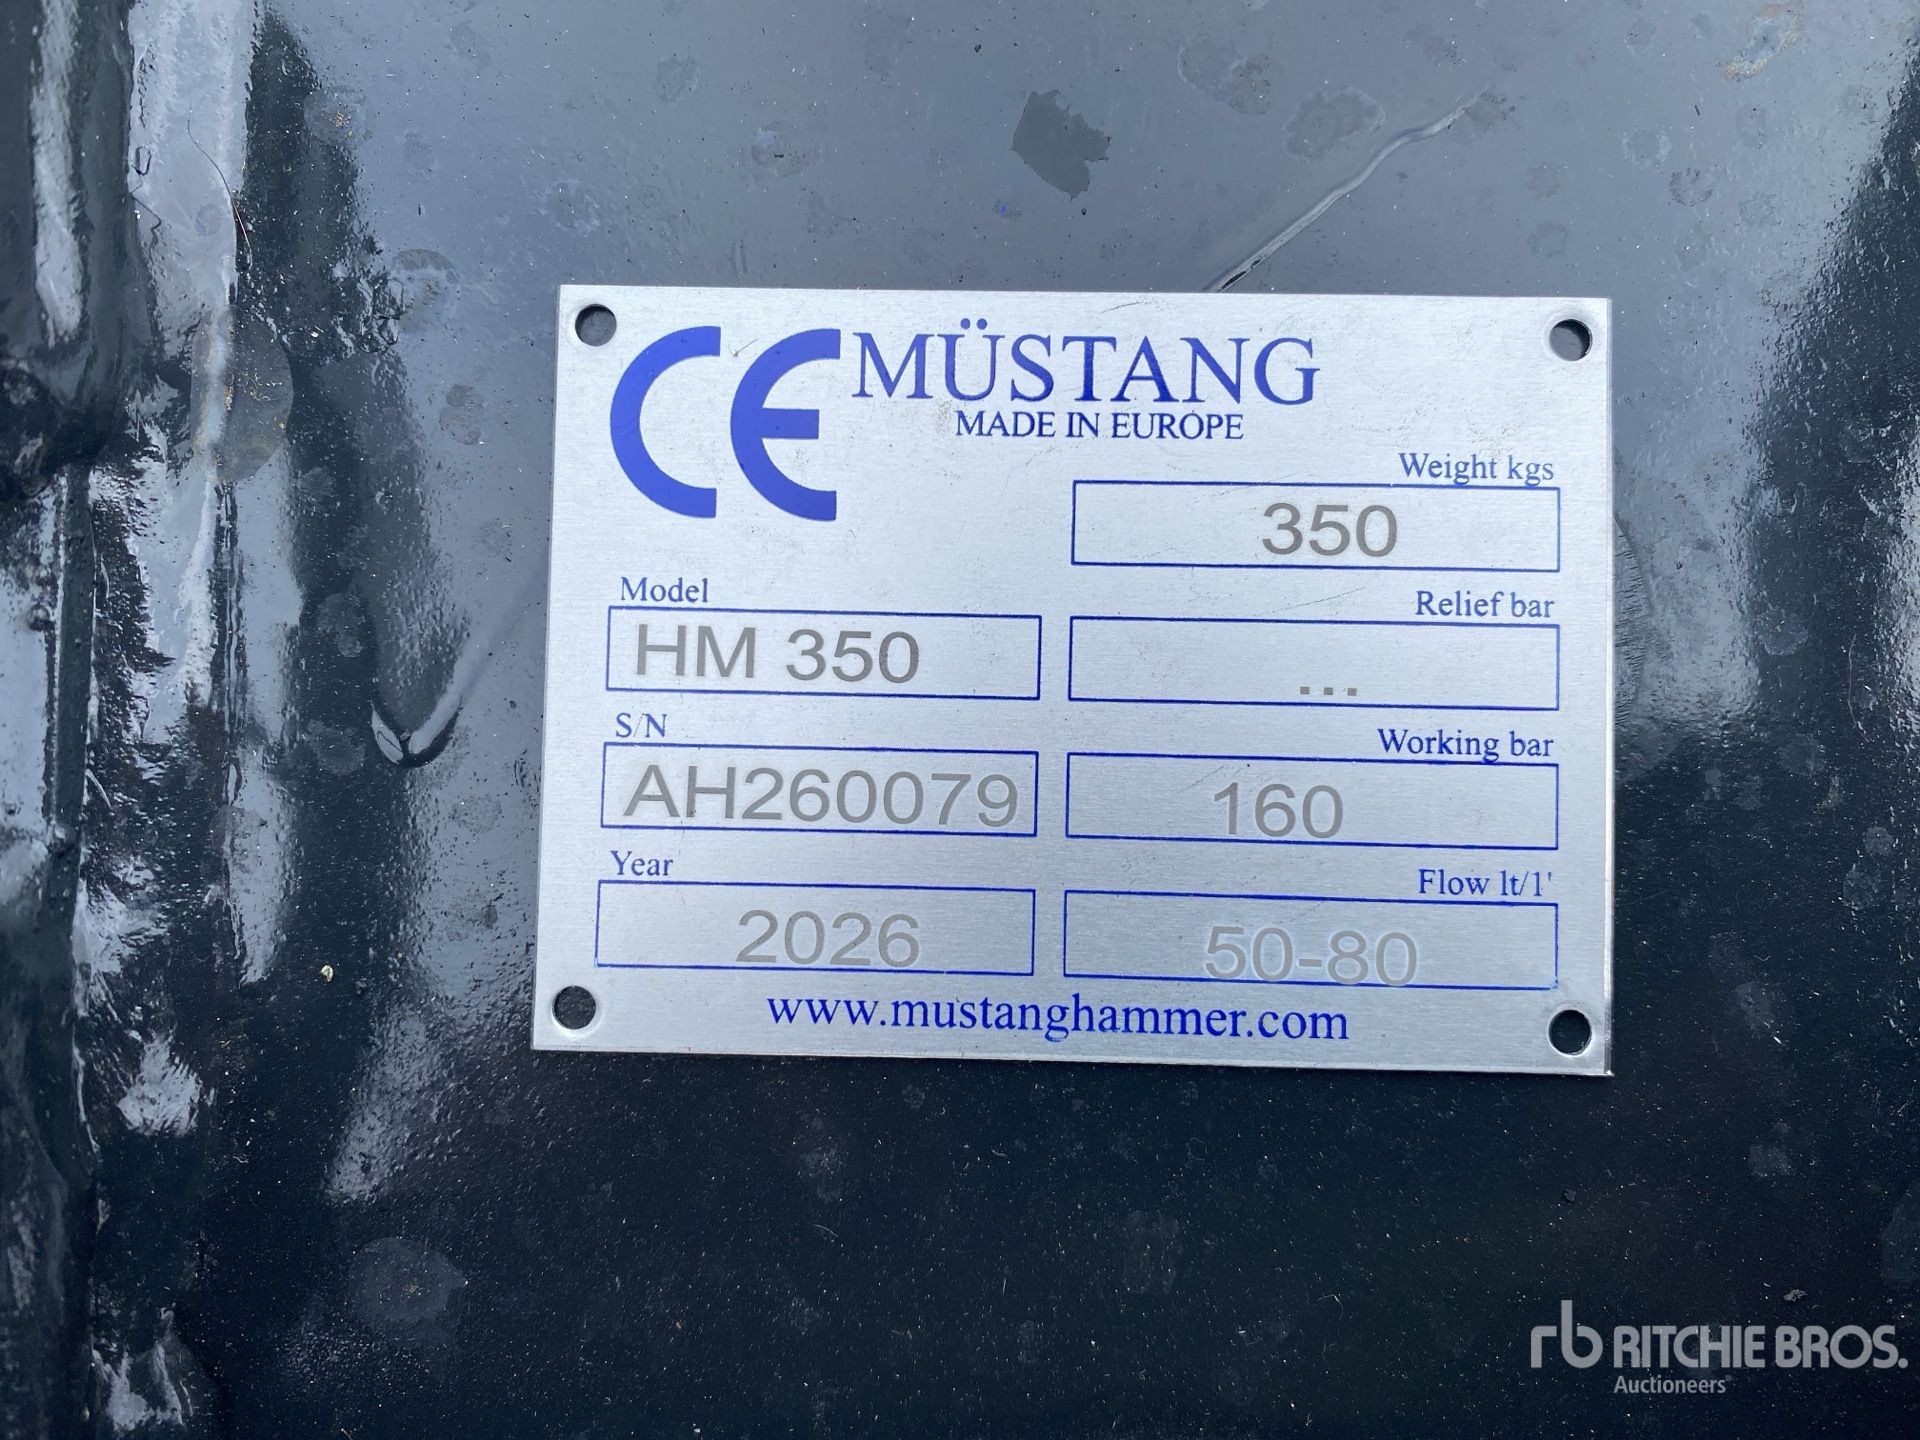 CE MÜSTANG
MADE IN EUROPE
Weight kgs
350
Model
HM 350
Relief bar
...
S/N
AH260079
Working bar
160
Year
2026
Flow lt/1'
50-80
www.mustanghammer.com
rb RITCHIE BROS.
Auctioneers